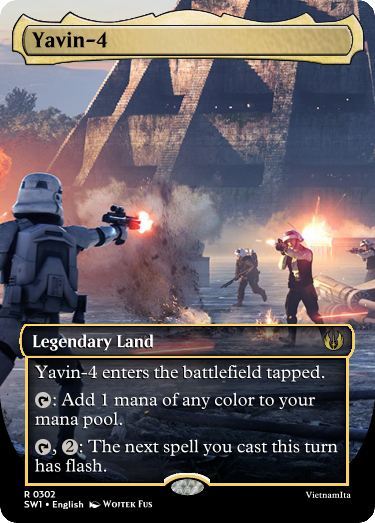 Yavin-4
Legendary Land
Yavin-4 enters the battlefield tapped.
: Add 1 mana of any color to your
mana pool.
, 2: The next spell you cast this turn
has flash.
R 0302
SW1 • English Wojtek Fus
VietnamIta